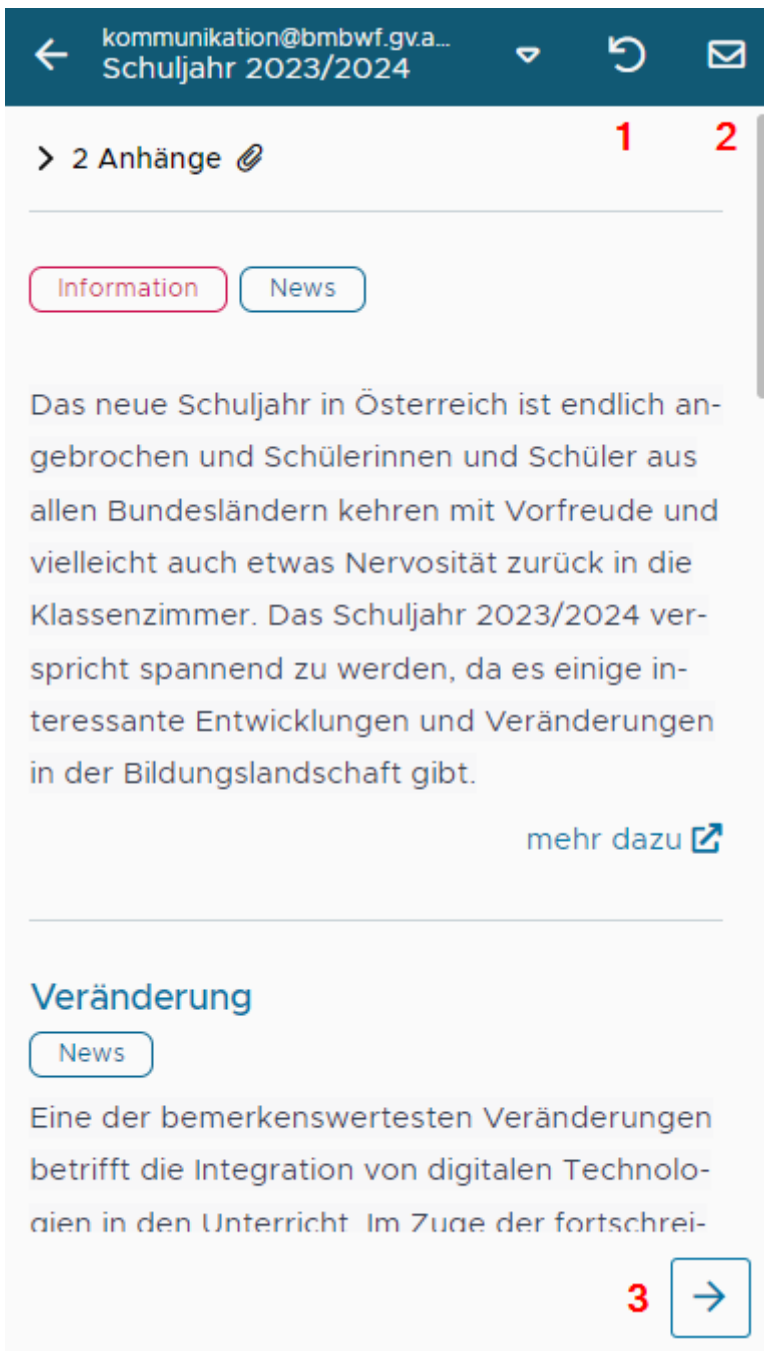 kommunikation@bmbwf.gv.a...
Schuljahr 2023/2024
1
2
2 Anhänge
Information
News
Das neue Schuljahr in Österreich ist endlich an-
gebrochen und Schülerinnen und Schüler aus
allen Bundesländern kehren mit Vorfreude und
vielleicht auch etwas Nervosität zurück in die
Klassenzimmer. Das Schuljahr 2023/2024 ver-
spricht spannend zu werden, da es einige in-
teressante Entwicklungen und Veränderungen
in der Bildungslandschaft gibt.
mehr dazu
Veränderung
News
Eine der bemerkenswertesten Veränderungen
betrifft die Integration von digitalen Technolo-
gien in den Unterricht. Im Zuge der fortschrei-
3